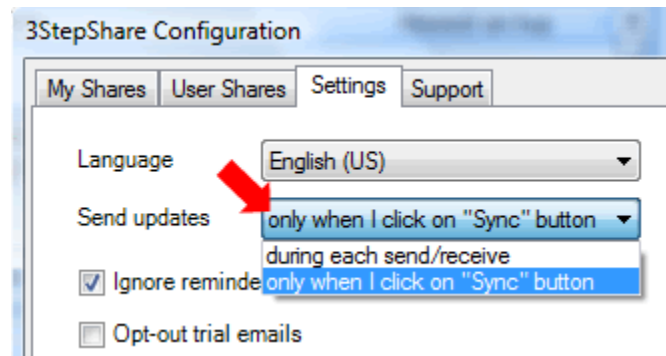 3StepShare Configuration
My Shares User Shares Settings Support
Language English (US)
Send updates only when I click on "Sync" button
during each send/receive
Ignore reminde only when I click on "Sync" button
Opt-out trial emails